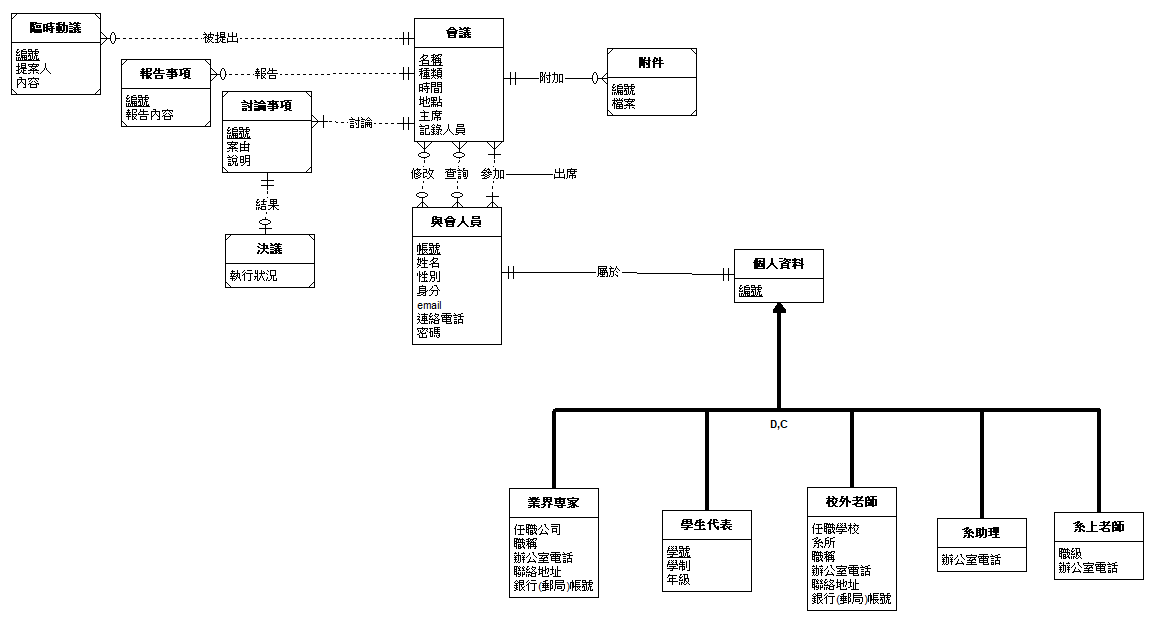 臨時動議
編號
提案人
內容
被提出
會議
名稱
種類
時間
地點
主席
記錄人員
報告事項
編號
報告內容
報告
附加
附件
編號
檔案
討論事項
編號
案由
說明
討論
修改
查詢
參加
出席
結果
決議
執行狀況
與會人員
帳號
姓名
性別
身分
email
連絡電話
密碼
屬於
個人資料
編號
D,C
業界專家
任職公司
職稱
辦公室電話
聯絡地址
銀行(郵局)帳號
學生代表
學號
學制
年級
校外老師
任職學校
系所
職稱
辦公室電話
聯絡地址
銀行(郵局)帳號
系助理
辦公室電話
系上老師
職級
辦公室電話